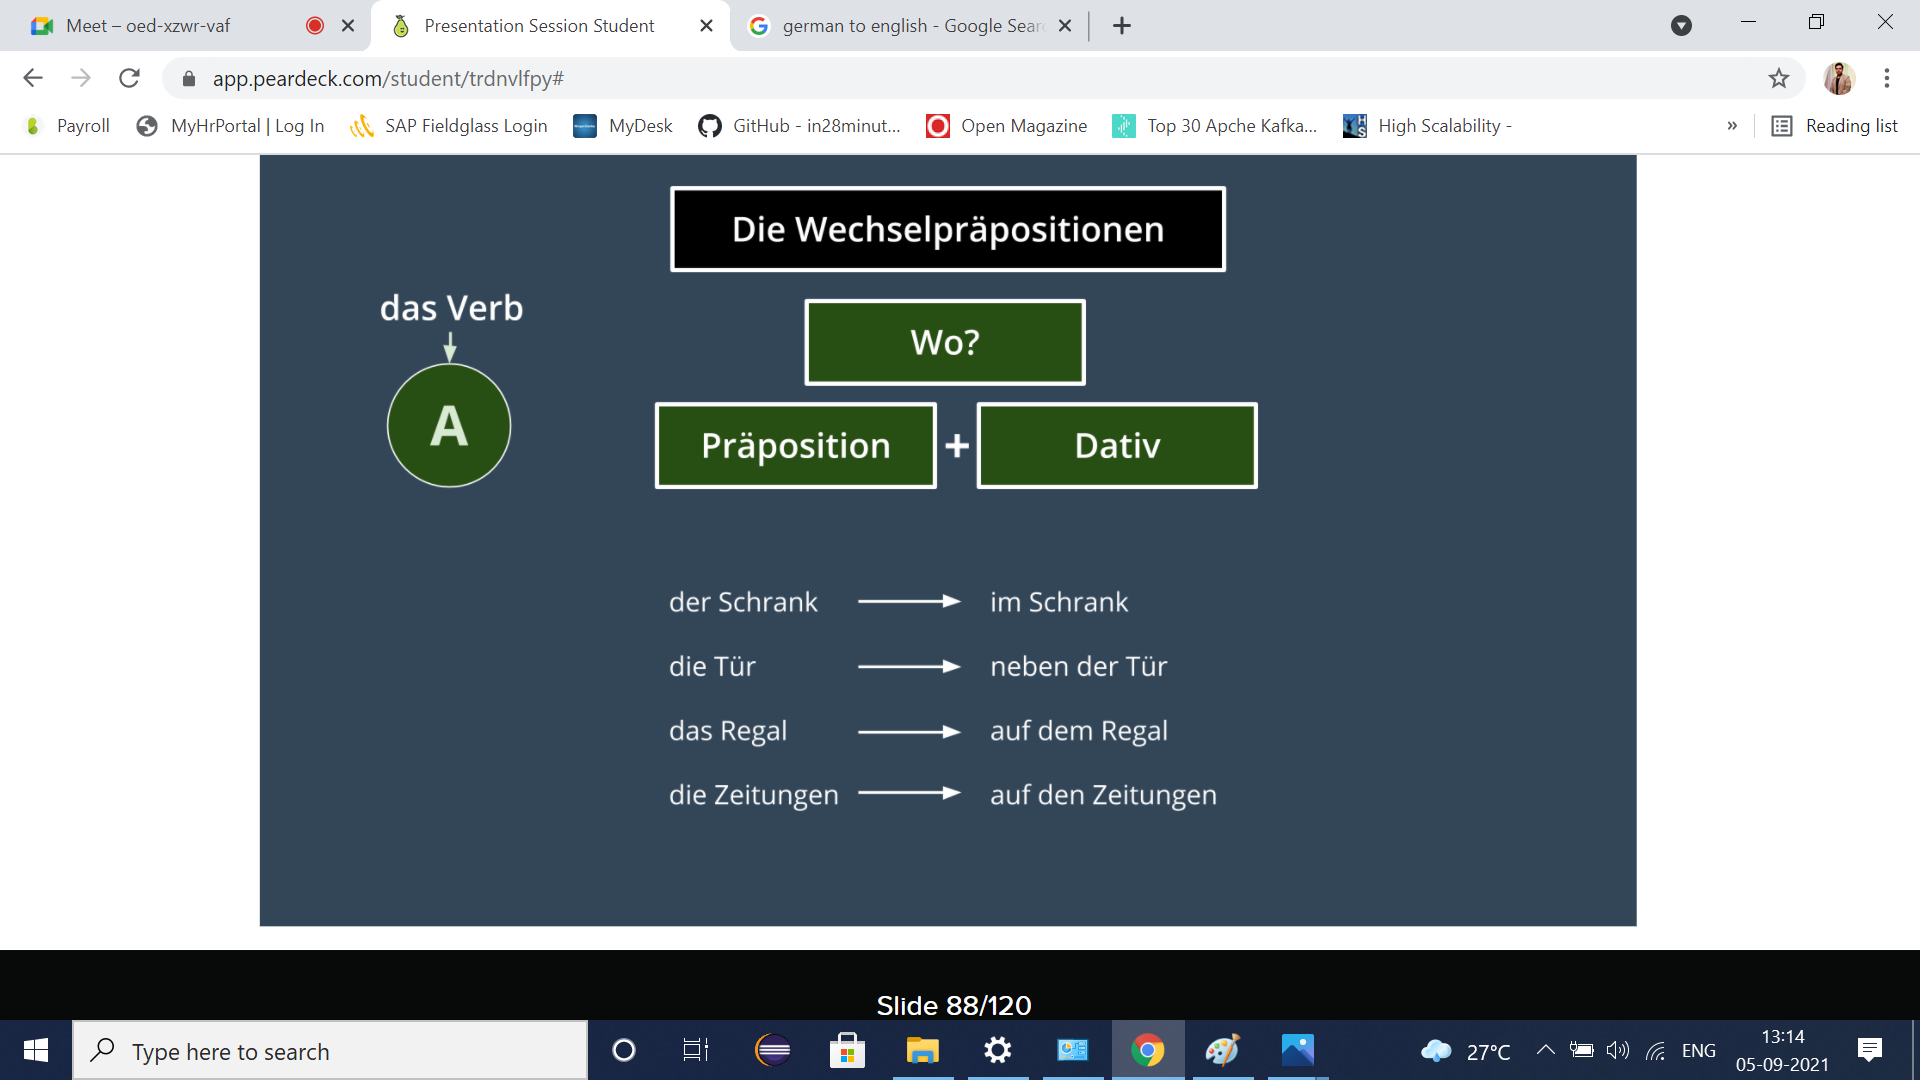 Meet – oed-xzwr-vaf
Presentation Session Student
german to english - Google Sear
app.peardeck.com/student/trdnvlfpy#
Payroll
MyHrPortal | Log In
SAP Fieldglass Login
MyDesk
GitHub - in28minut...
Open Magazine
Top 30 Apche Kafka...
High Scalability -
»
Reading list
Die Wechselpräpositionen
das Verb
A
Wo?
Präposition + Dativ
der Schrank im Schrank
die Tür neben der Tür
das Regal auf dem Regal
die Zeitungen auf den Zeitungen
Slide 88/120
Type here to search
27°C
ENG
13:14
05-09-2021